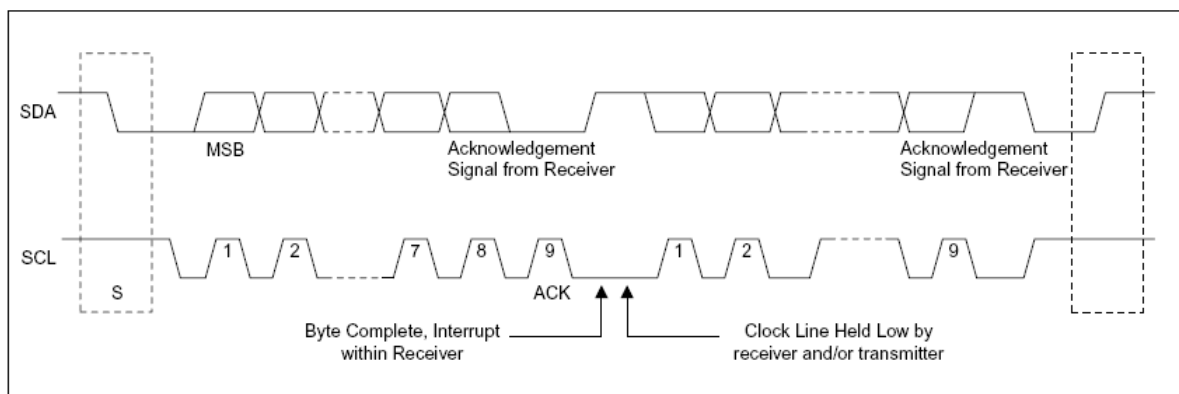 SDA
MSB
Acknowledgement
Signal from Receiver
Acknowledgement
Signal from Receiver
SCL
1
2
7
8
9
1
2
9
S
ACK
Byte Complete, Interrupt
within Receiver
Clock Line Held Low by
receiver and/or transmitter